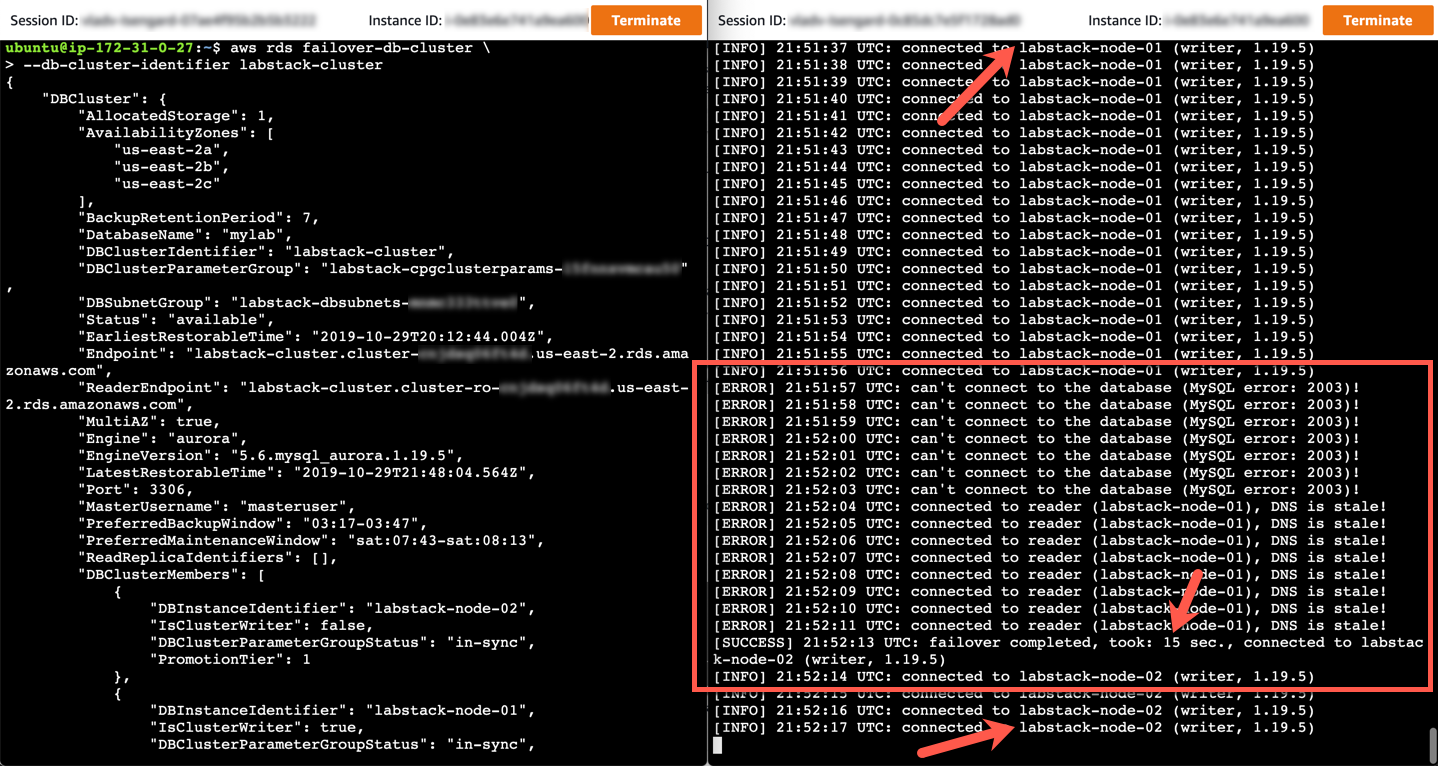 Session ID:
Instance ID:
Terminate
ubuntu@ip-172-31-0-27:~$ aws rds failover-db-cluster \
> --db-cluster-identifier labstack-cluster
{
"DBCluster": {
"AllocatedStorage": 1,
"AvailabilityZones": [
"us-east-2a",
"us-east-2b",
"us-east-2c"
],
"BackupRetentionPeriod": 7,
"DatabaseName": "mylab",
"DBClusterIdentifier": "labstack-cluster",
"DBClusterParameterGroup": "labstack-cpgclusterparams-"
,
"DBSubnetGroup": "labstack-dbsubnets-",
"Status": "available",
"EarliestRestorableTime": "2019-10-29T20:12:44.004Z",
"Endpoint": "labstack-cluster.cluster-.us-east-2.rds.ama
zonaws.com",
"ReaderEndpoint": "labstack-cluster.cluster-ro-.us-east-
2.rds.amazonaws.com",
"MultiAZ": true,
"Engine": "aurora",
"EngineVersion": "5.6.mysql_aurora.1.19.5",
"LatestRestorableTime": "2019-10-29T21:48:04.564Z",
"Port": 3306,
"MasterUsername": "masteruser",
"PreferredBackupWindow": "03:17-03:47",
"PreferredMaintenanceWindow": "sat:07:43-sat:08:13",
"ReadReplicaIdentifiers": [],
"DBClusterMembers": [
{
"DBInstanceIdentifier": "labstack-node-02",
"IsClusterWriter": false,
"DBClusterParameterGroupStatus": "in-sync",
"PromotionTier": 1
},
{
"DBInstanceIdentifier": "labstack-node-01",
"IsClusterWriter": true,
"DBClusterParameterGroupStatus": "in-sync",
Session ID:
Instance ID:
Terminate
[INFO] 21:51:37 UTC: connected to labstack-node-01 (writer, 1.19.5)
[INFO] 21:51:38 UTC: connected to labstack-node-01 (writer, 1.19.5)
[INFO] 21:51:39 UTC: connected to labstack-node-01 (writer, 1.19.5)
[INFO] 21:51:40 UTC: connected to labstack-node-01 (writer, 1.19.5)
[INFO] 21:51:41 UTC: connected to labstack-node-01 (writer, 1.19.5)
[INFO] 21:51:42 UTC: connected to labstack-node-01 (writer, 1.19.5)
[INFO] 21:51:43 UTC: connected to labstack-node-01 (writer, 1.19.5)
[INFO] 21:51:44 UTC: connected to labstack-node-01 (writer, 1.19.5)
[INFO] 21:51:45 UTC: connected to labstack-node-01 (writer, 1.19.5)
[INFO] 21:51:46 UTC: connected to labstack-node-01 (writer, 1.19.5)
[INFO] 21:51:47 UTC: connected to labstack-node-01 (writer, 1.19.5)
[INFO] 21:51:48 UTC: connected to labstack-node-01 (writer, 1.19.5)
[INFO] 21:51:49 UTC: connected to labstack-node-01 (writer, 1.19.5)
[INFO] 21:51:50 UTC: connected to labstack-node-01 (writer, 1.19.5)
[INFO] 21:51:51 UTC: connected to labstack-node-01 (writer, 1.19.5)
[INFO] 21:51:52 UTC: connected to labstack-node-01 (writer, 1.19.5)
[INFO] 21:51:53 UTC: connected to labstack-node-01 (writer, 1.19.5)
[INFO] 21:51:54 UTC: connected to labstack-node-01 (writer, 1.19.5)
[INFO] 21:51:55 UTC: connected to labstack-node-01 (writer, 1.19.5)
[INFO] 21:51:56 UTC: connected to labstack-node-01 (writer, 1.19.5)
[ERROR] 21:51:57 UTC: can't connect to the database (MySQL error: 2003)!
[ERROR] 21:51:58 UTC: can't connect to the database (MySQL error: 2003)!
[ERROR] 21:51:59 UTC: can't connect to the database (MySQL error: 2003)!
[ERROR] 21:52:00 UTC: can't connect to the database (MySQL error: 2003)!
[ERROR] 21:52:01 UTC: can't connect to the database (MySQL error: 2003)!
[ERROR] 21:52:02 UTC: can't connect to the database (MySQL error: 2003)!
[ERROR] 21:52:03 UTC: can't connect to the database (MySQL error: 2003)!
[ERROR] 21:52:04 UTC: connected to reader (labstack-node-01), DNS is stale!
[ERROR] 21:52:05 UTC: connected to reader (labstack-node-01), DNS is stale!
[ERROR] 21:52:06 UTC: connected to reader (labstack-node-01), DNS is stale!
[ERROR] 21:52:07 UTC: connected to reader (labstack-node-01), DNS is stale!
[ERROR] 21:52:08 UTC: connected to reader (labstack-node-01), DNS is stale!
[ERROR] 21:52:09 UTC: connected to reader (labstack-node-01), DNS is stale!
[ERROR] 21:52:10 UTC: connected to reader (labstack-node-01), DNS is stale!
[ERROR] 21:52:11 UTC: connected to reader (labstack-node-01), DNS is stale!
[SUCCESS] 21:52:13 UTC: failover completed, took: 15 sec., connected to labstac
k-node-02 (writer, 1.19.5)
[INFO] 21:52:14 UTC: connected to labstack-node-02 (writer, 1.19.5)
[INFO] 21:52:15 UTC: connected to labstack-node-02 (writer, 1.19.5)
[INFO] 21:52:16 UTC: connected to labstack-node-02 (writer, 1.19.5)
[INFO] 21:52:17 UTC: connected labstack-node-02 (writer, 1.19.5)